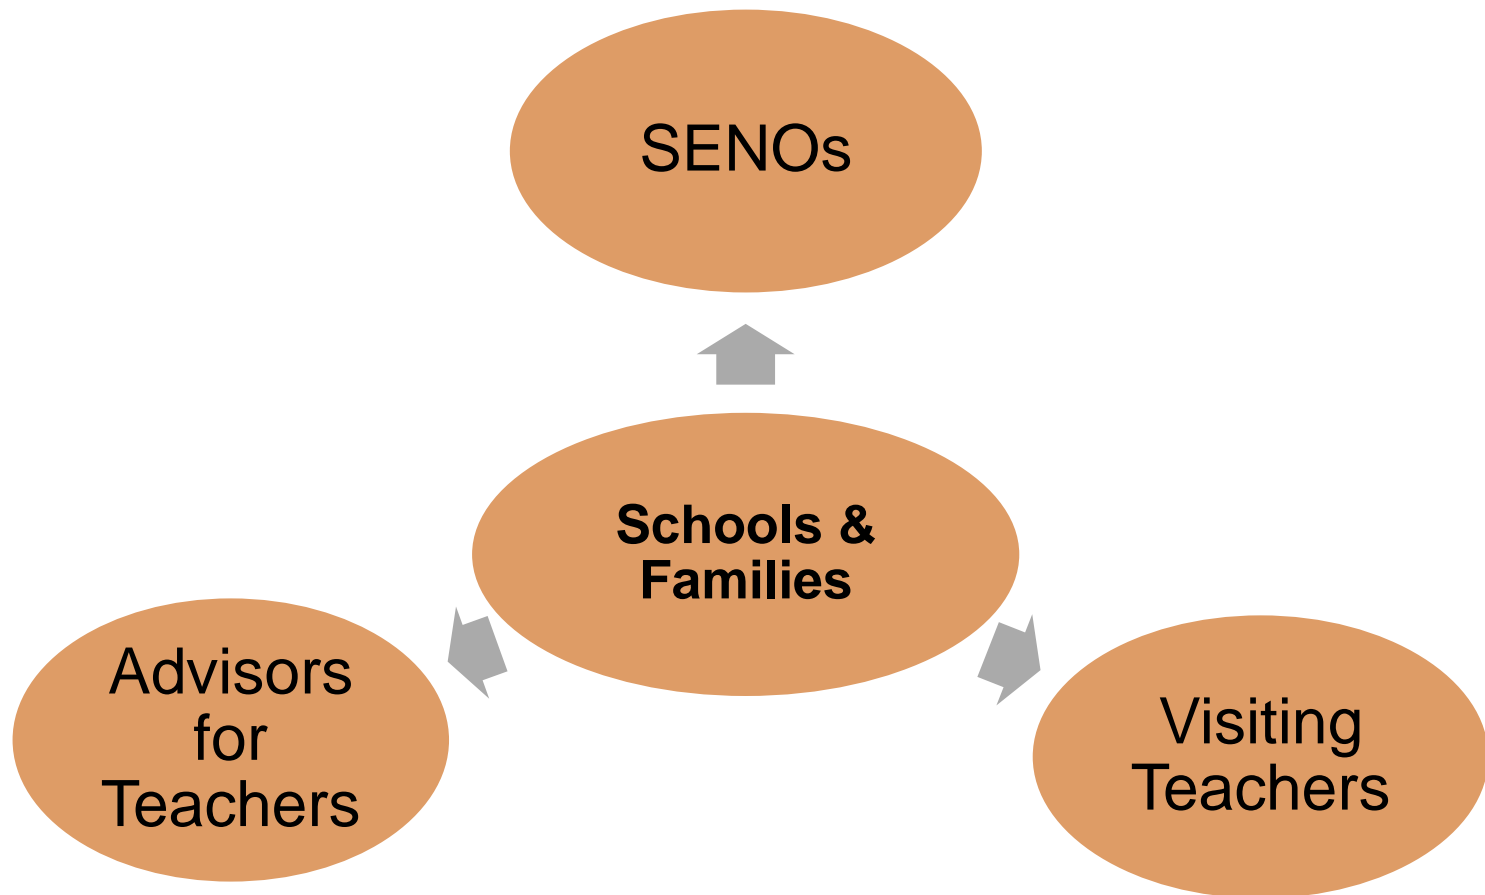 SENOs
Schools &
Families
Advisors
for
Teachers
Visiting
Teachers